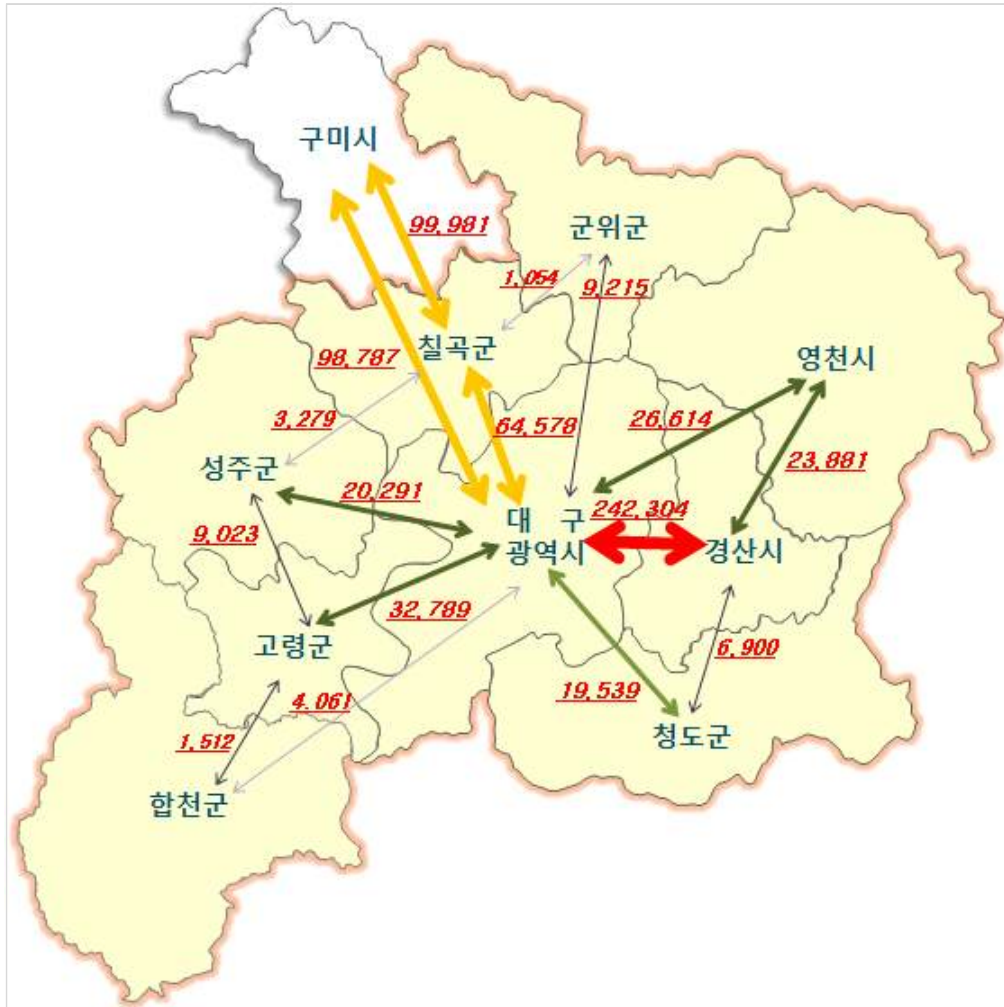 구미시
99,981
군위군
1,054
9,215
98,787
칠곡군
영천시
3,279
64,578
26,614
성주군
23,881
20,291
242,304
대 구
광역시
경산시
9,023
32,789
고령군
6,900
4.061
19,539
청도군
1,512
합천군